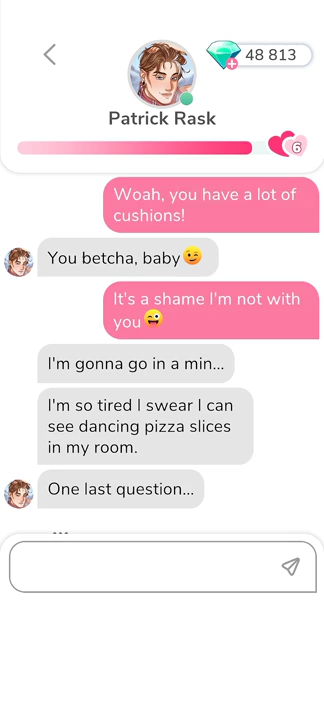 48 813
Patrick Rask
6
Woah, you have a lot of
cushions!
You betcha, baby😉
It's a shame I'm not with
you😜
I'm gonna go in a min...
I'm so tired I swear I can
see dancing pizza slices
in my room.
One last question...